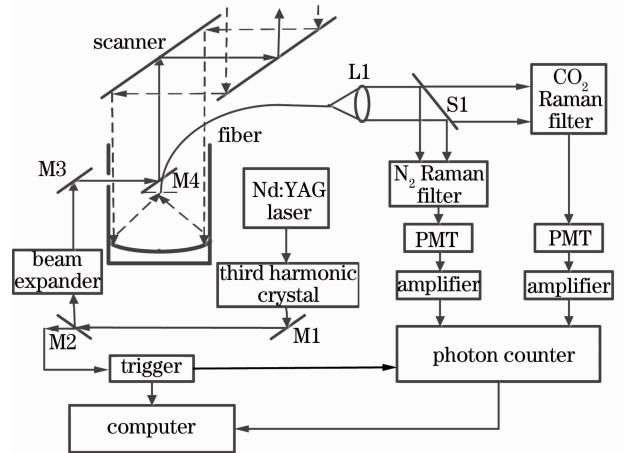 scanner
L1
S1
CO2
Raman
filter
fiber
M3
M4
Nd:YAG
laser
N2 Raman
filter
PMT
PMT
beam
expander
third harmonic
crystal
amplifier
amplifier
M2
M1
trigger
photon counter
computer